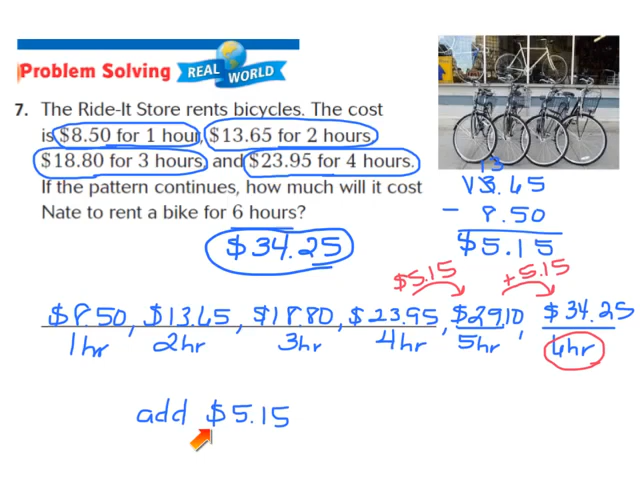 Problem Solving REAL WORLD
7. The Ride-It Store rents bicycles. The cost
is $8.50 for 1 hour, $13.65 for 2 hours,
$18.80 for 3 hours, and $23.95 for 4 hours.
If the pattern continues, how much will it cost
Nate to rent a bike for 6 hours?
$34.25
13
13.65
- 8.50
$5.15
$5.15 +5.15
$8.50, $13.65, $18.80, $23.95, $29.10, $34.25
1hr 2hr 3hr 4hr 5hr 6hr
add $5.15